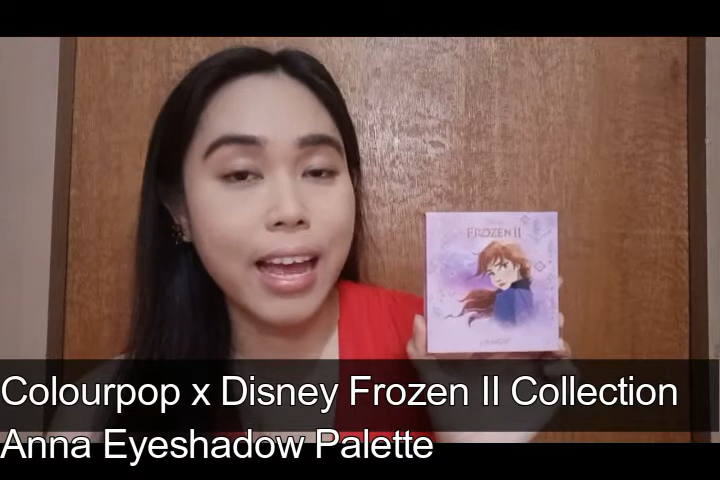 FROZEN II
Colourpop x Disney Frozen II Collection
Anna Eyeshadow Palette